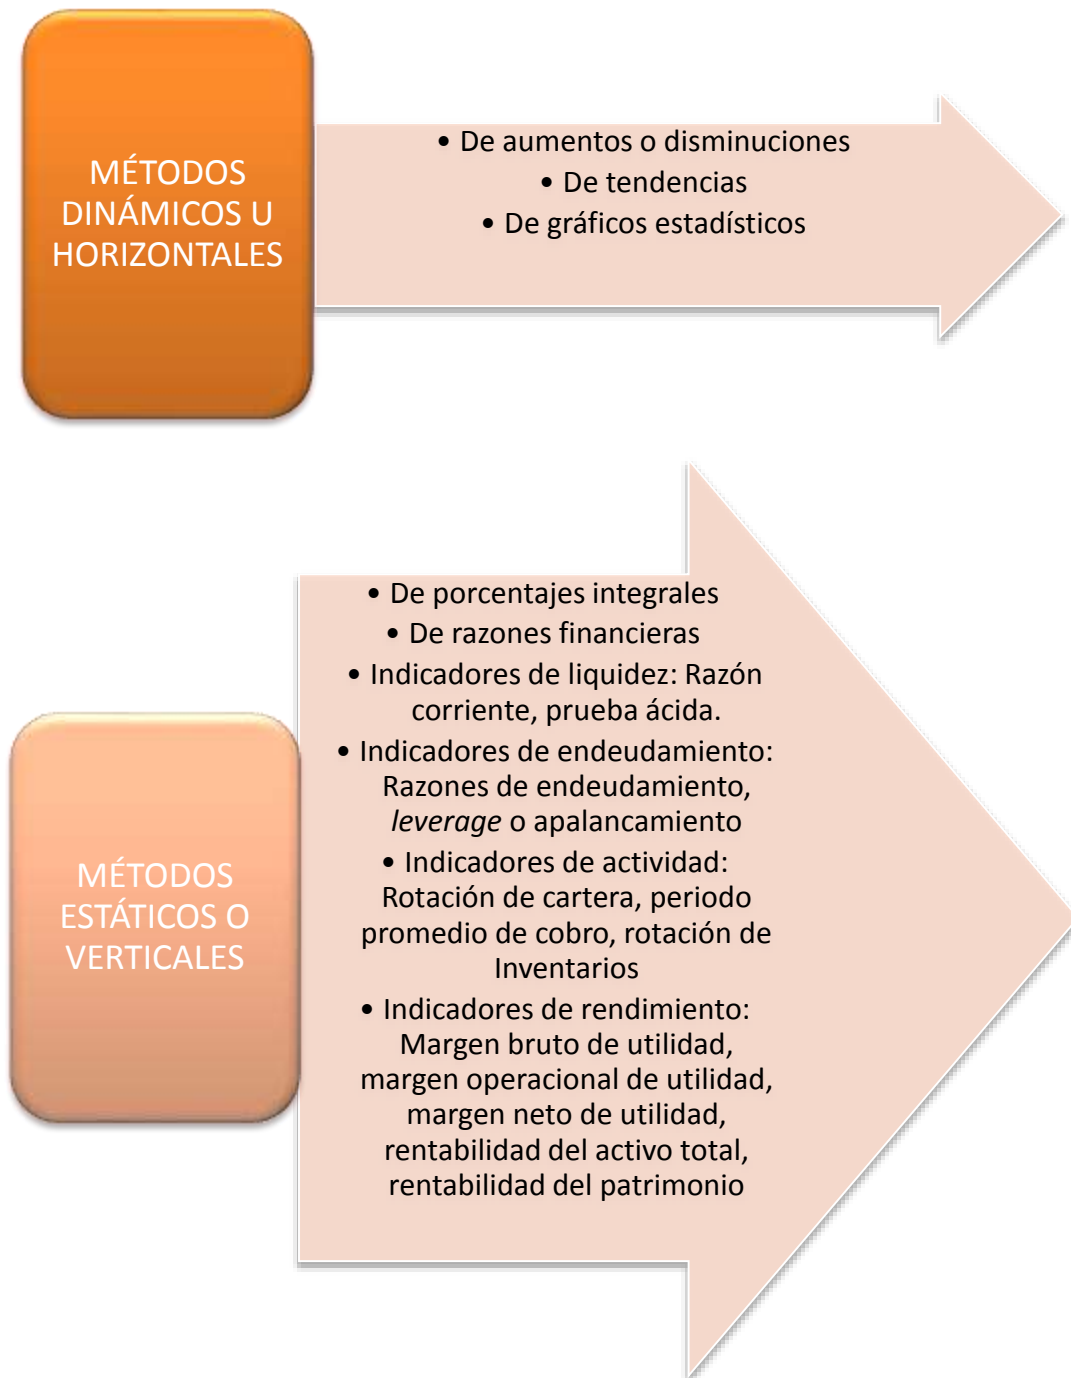 MÉTODOS
DINÁMICOS U
HORIZONTALES
• De aumentos o disminuciones
• De tendencias
• De gráficos estadísticos
MÉTODOS
ESTÁTICOS O
VERTICALES
• De porcentajes integrales
• De razones financieras
• Indicadores de liquidez: Razón
corriente, prueba ácida.
• Indicadores de endeudamiento:
Razones de endeudamiento,
leverage o apalancamiento
• Indicadores de actividad:
Rotación de cartera, periodo
promedio de cobro, rotación de
Inventarios
• Indicadores de rendimiento:
Margen bruto de utilidad,
margen operacional de utilidad,
margen neto de utilidad,
rentabilidad del activo total,
rentabilidad del patrimonio